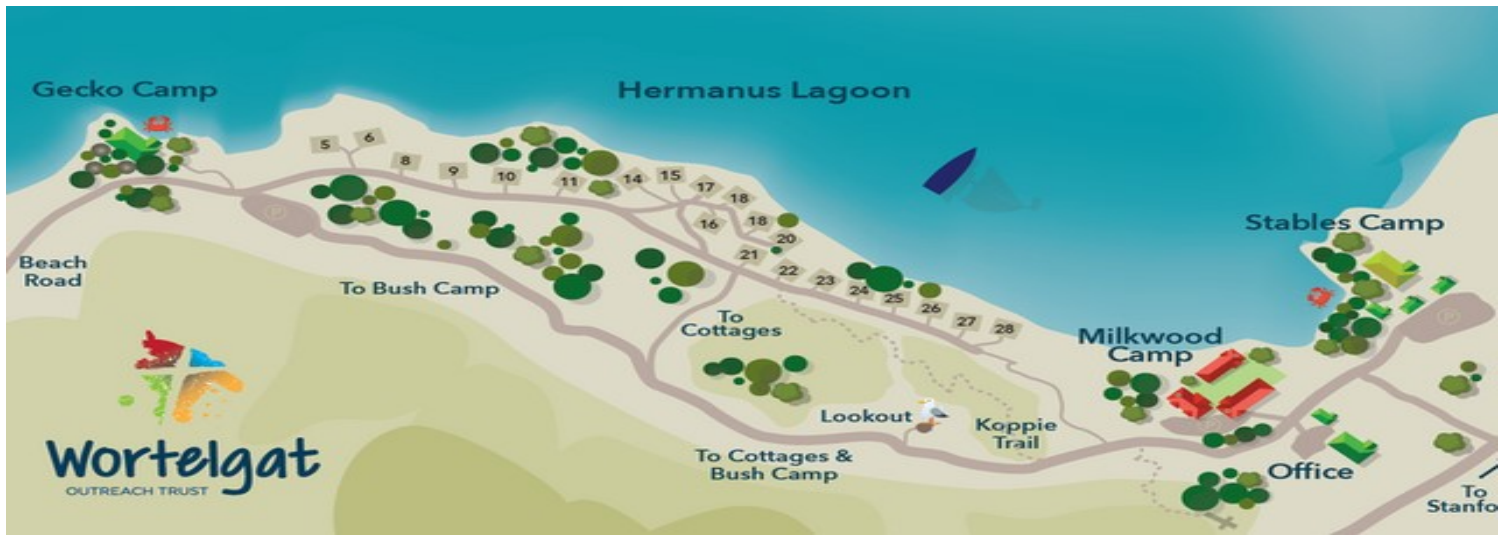 Gecko Camp
Hermanus Lagoon
5
6
8
9
10
11
14
15
17
18
16
18
20
21
22
23
24
25
26
27
28
P
Beach
Road
To Bush Camp
To
Cottages
Stables Camp
P
Milkwood
Camp
Lookout
Koppie
Trail
To Cottages &
Bush Camp
Office
To
Stanfo
Wortelgat
OUTREACH TRUST